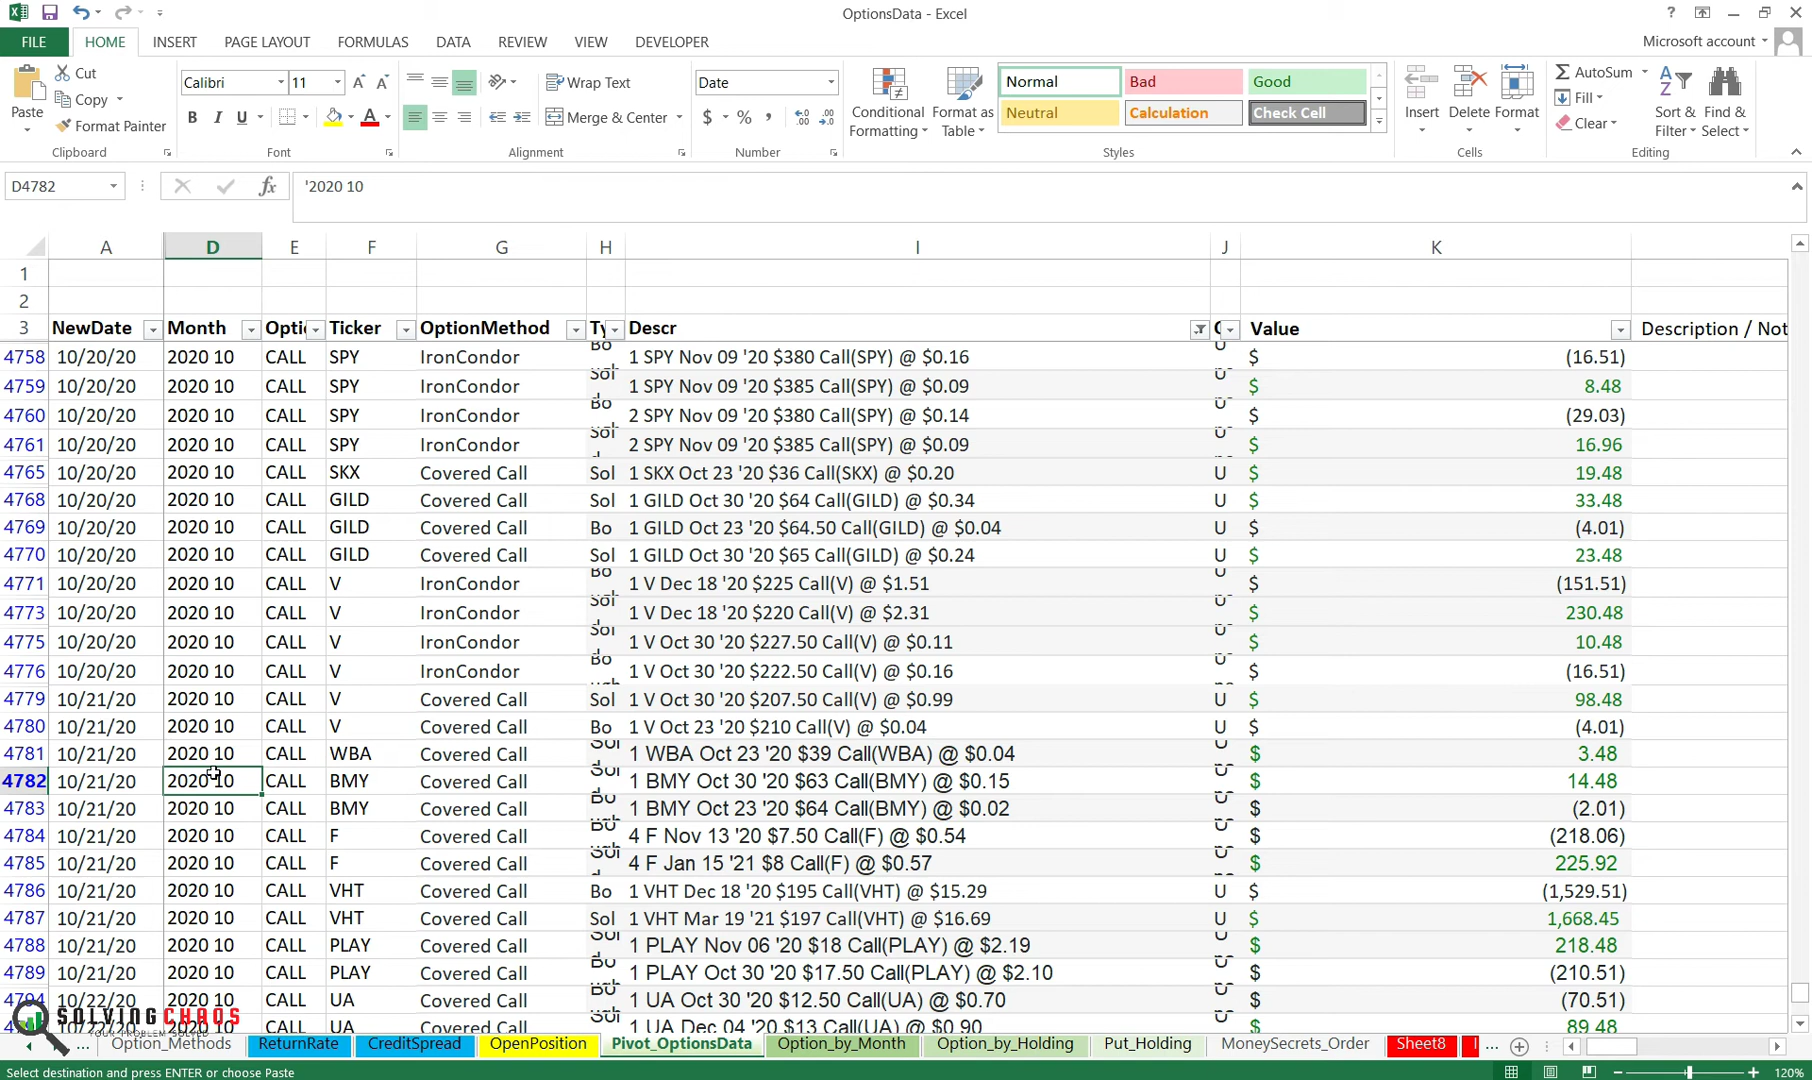 OptionsData - Excel
FILE HOME INSERT PAGE LAYOUT FORMULAS DATA REVIEW VIEW DEVELOPER Microsoft account
Paste Cut Copy Format Painter Clipboard
Calibri 11 B I U A Font
Wrap Text Merge & Center Alignment
Date $ % , Number
Conditional Formatting Format as Table
Normal Bad Good
Neutral Calculation Check Cell
Styles
Insert Delete Format Cells
AutoSum Fill Clear Sort & Filter Find & Select Editing
D4782 fx '2020 10
A D E F G H I J K
1
2
3 NewDate Month Opti Ticker OptionMethod Ty Descr Value Description / Not
4758 10/20/20 2020 10 CALL SPY IronCondor Bo 1 SPY Nov 09 '20 $380 Call(SPY) @ $0.16 U $ (16.51)
4759 10/20/20 2020 10 CALL SPY IronCondor Sol 1 SPY Nov 09 '20 $385 Call(SPY) @ $0.09 U $ 8.48
4760 10/20/20 2020 10 CALL SPY IronCondor Bo 2 SPY Nov 09 '20 $380 Call(SPY) @ $0.14 U $ (29.03)
4761 10/20/20 2020 10 CALL SPY IronCondor Sol 2 SPY Nov 09 '20 $385 Call(SPY) @ $0.09 U $ 16.96
4765 10/20/20 2020 10 CALL SKX Covered Call Sol 1 SKX Oct 23 '20 $36 Call(SKX) @ $0.20 U $ 19.48
4768 10/20/20 2020 10 CALL GILD Covered Call Sol 1 GILD Oct 30 '20 $64 Call(GILD) @ $0.34 U $ 33.48
4769 10/20/20 2020 10 CALL GILD Covered Call Bo 1 GILD Oct 23 '20 $64.50 Call(GILD) @ $0.04 U $ (4.01)
4770 10/20/20 2020 10 CALL GILD Covered Call Sol 1 GILD Oct 30 '20 $65 Call(GILD) @ $0.24 U $ 23.48
4771 10/20/20 2020 10 CALL V IronCondor Bo 1 V Dec 18 '20 $225 Call(V) @ $1.51 U $ (151.51)
4773 10/20/20 2020 10 CALL V IronCondor Sol 1 V Dec 18 '20 $220 Call(V) @ $2.31 U $ 230.48
4775 10/20/20 2020 10 CALL V IronCondor Sol 1 V Oct 30 '20 $227.50 Call(V) @ $0.11 U $ 10.48
4776 10/20/20 2020 10 CALL V IronCondor Bo 1 V Oct 30 '20 $222.50 Call(V) @ $0.16 U $ (16.51)
4779 10/21/20 2020 10 CALL V Covered Call Sol 1 V Oct 30 '20 $207.50 Call(V) @ $0.99 U $ 98.48
4780 10/21/20 2020 10 CALL V Covered Call Bo 1 V Oct 23 '20 $210 Call(V) @ $0.04 U $ (4.01)
4781 10/21/20 2020 10 CALL WBA Covered Call Sol 1 WBA Oct 23 '20 $39 Call(WBA) @ $0.04 U $ 3.48
4782 10/21/20 2020 10 CALL BMY Covered Call Sol 1 BMY Oct 30 '20 $63 Call(BMY) @ $0.15 U $ 14.48
4783 10/21/20 2020 10 CALL BMY Covered Call Bo 1 BMY Oct 23 '20 $64 Call(BMY) @ $0.02 U $ (2.01)
4784 10/21/20 2020 10 CALL F Covered Call Bo 4 F Nov 13 '20 $7.50 Call(F) @ $0.54 U $ (218.06)
4785 10/21/20 2020 10 CALL F Covered Call Sol 4 F Jan 15 '21 $8 Call(F) @ $0.57 U $ 225.92
4786 10/21/20 2020 10 CALL VHT Covered Call Bo 1 VHT Dec 18 '20 $195 Call(VHT) @ $15.29 U $ (1,529.51)
4787 10/21/20 2020 10 CALL VHT Covered Call Sol 1 VHT Mar 19 '21 $197 Call(VHT) @ $16.69 U $ 1,668.45
4788 10/21/20 2020 10 CALL PLAY Covered Call Sol 1 PLAY Nov 06 '20 $18 Call(PLAY) @ $2.19 U $ 218.48
4789 10/21/20 2020 10 CALL PLAY Covered Call Bo 1 PLAY Oct 30 '20 $17.50 Call(PLAY) @ $2.10 U $ (210.51)
4794 10/22/20 2020 10 CALL UA Covered Call Bo 1 UA Oct 30 '20 $12.50 Call(UA) @ $0.70 U $ (70.51)
CALL UA Covered Call Sol 1 UA Dec 04 '20 $13 Call(UA) @ $0.90 U $ 89.48
SOLVING CHAOS
YOUR PROBLEM SOLVED
... Option_Methods ReturnRate CreditSpread OpenPosition Pivot_OptionsData Option_by_Month Option_by_Holding Put_Holding MoneySecrets_Order Sheet8 ...
Select destination and press ENTER or choose Paste 120%